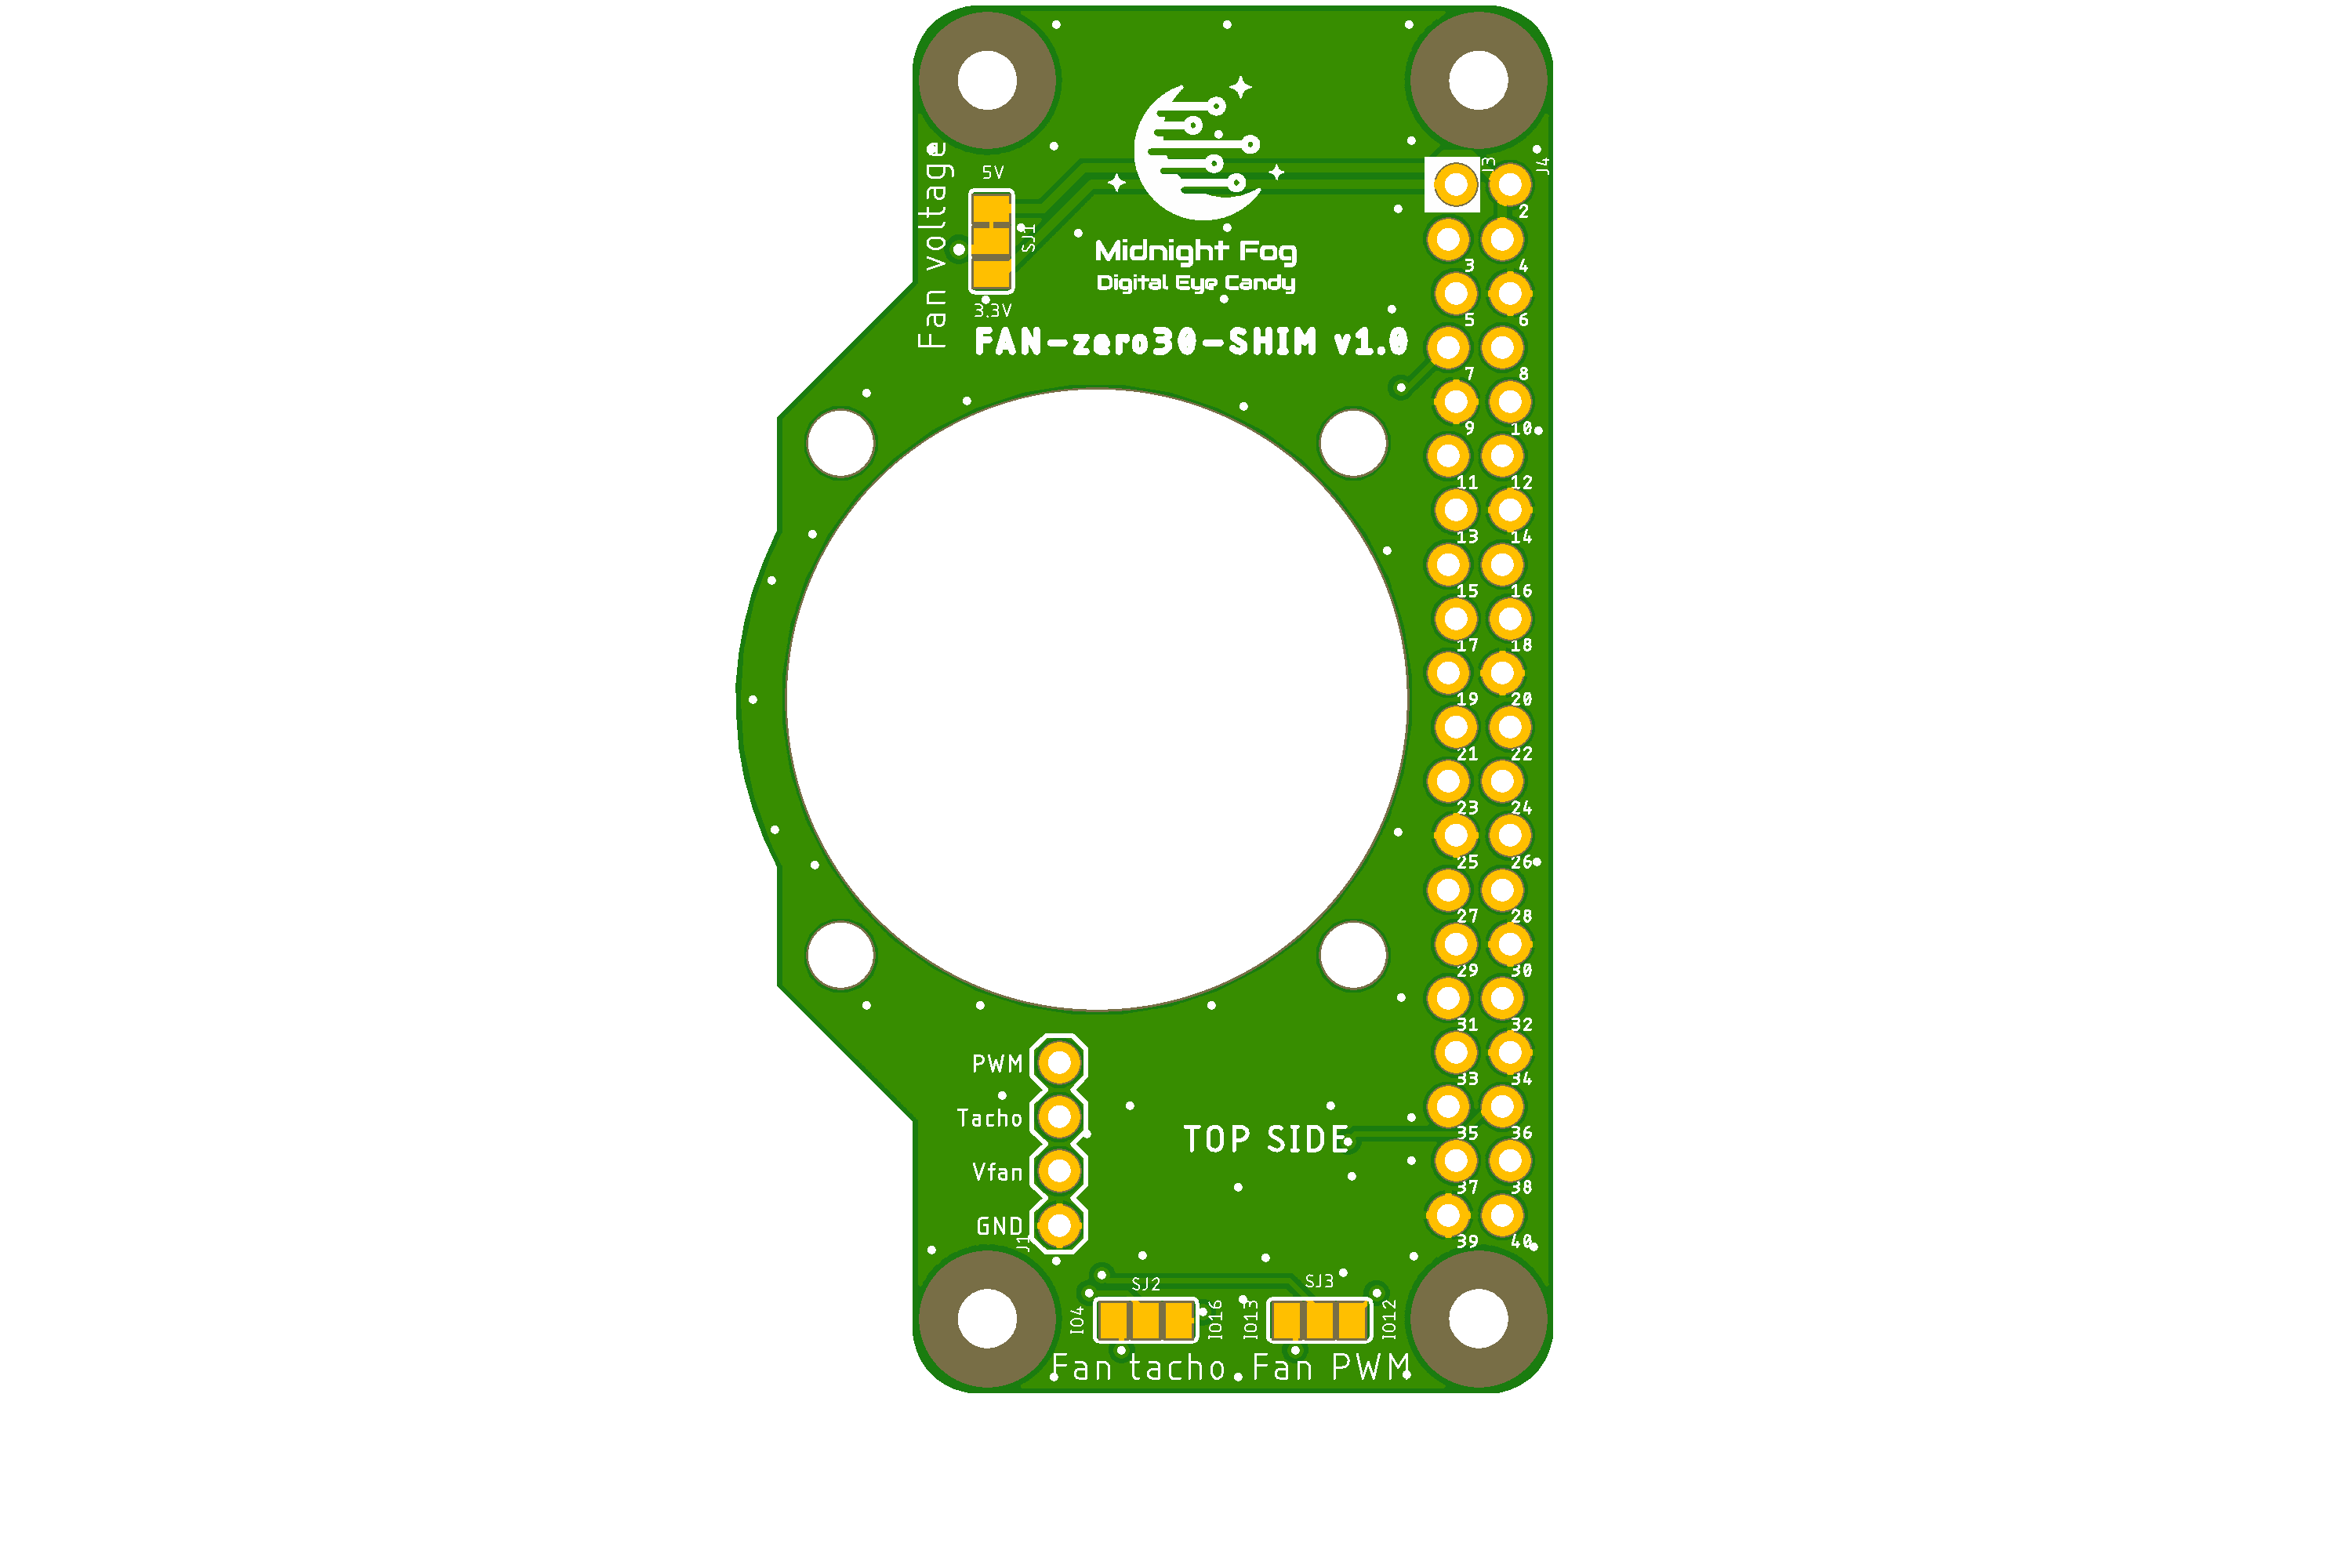 J3
J4
5V
Fan voltage
SJ1
3.3V
Midnight Fog
Digital Eye Candy
FAN-zero30-SHIM v1.0
2
3 4
5 6
7 8
9 10
11 12
13 14
15 16
17 18
19 20
21 22
23 24
25 26
27 28
29 30
31 32
33 34
35 36
37 38
39 40
PWM
Tacho
Vfan
GND
J1
TOP SIDE
SJ2
SJ3
IO4
IO16
IO13
IO12
Fan tacho
Fan PWM